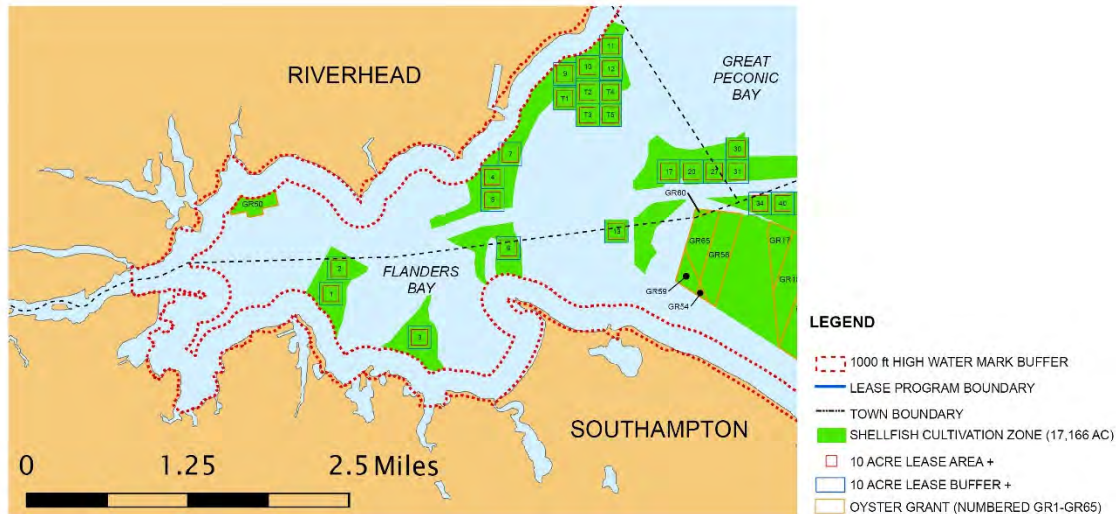 RIVERHEAD
GREAT
PECONIC
BAY
11
10
12
9
T1
T2
T4
T3
T5
7
4
5
30
17
20
31
GR60
34
40
GR50
13
6
GR65
GR58
GR17
2
FLANDERS
BAY
1
GR59
GR54
3
SOUTHAMPTON
0 1.25 2.5 Miles
LEGEND
1000 ft HIGH WATER MARK BUFFER
LEASE PROGRAM BOUNDARY
TOWN BOUNDARY
SHELLFISH CULTIVATION ZONE (17,166 AC)
10 ACRE LEASE AREA +
10 ACRE LEASE BUFFER +
OYSTER GRANT (NUMBERED GR1-GR65)